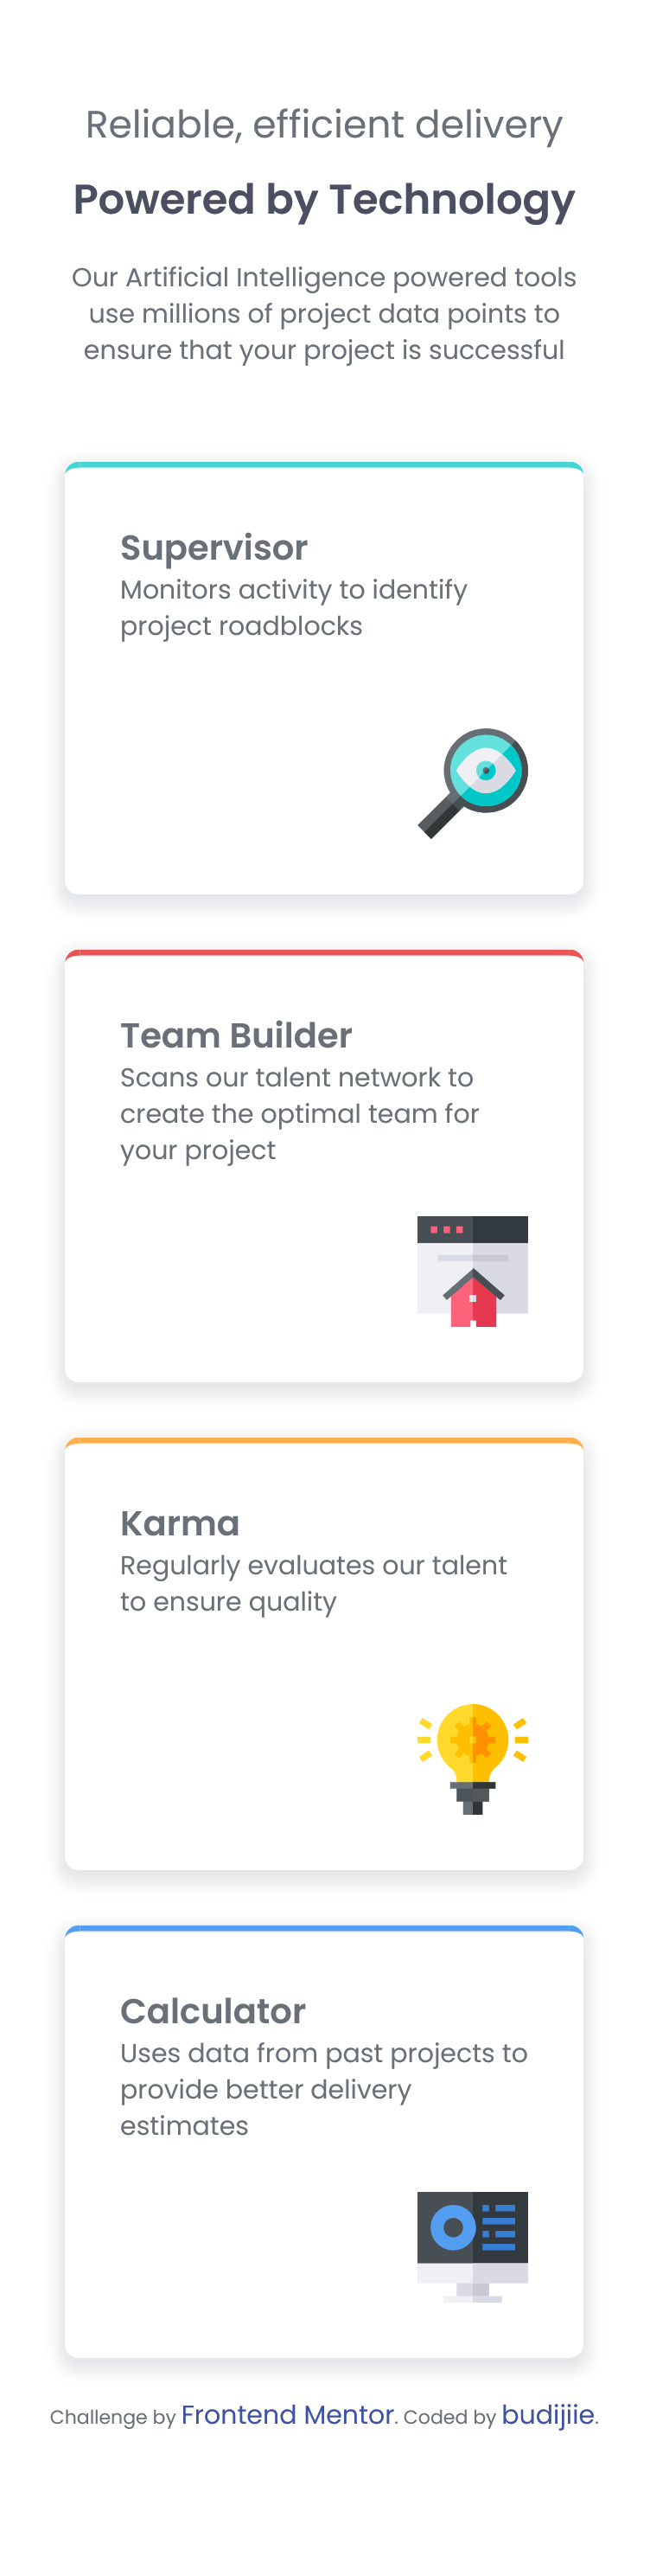 Reliable, efficient delivery
Powered by Technology
Our Artificial Intelligence powered tools
use millions of project data points to
ensure that your project is successful
Supervisor
Monitors activity to identify
project roadblocks
Team Builder
Scans our talent network to
create the optimal team for
your project
Karma
Regularly evaluates our talent
to ensure quality
Calculator
Uses data from past projects to
provide better delivery
estimates
Challenge by Frontend Mentor. Coded by budijiie.